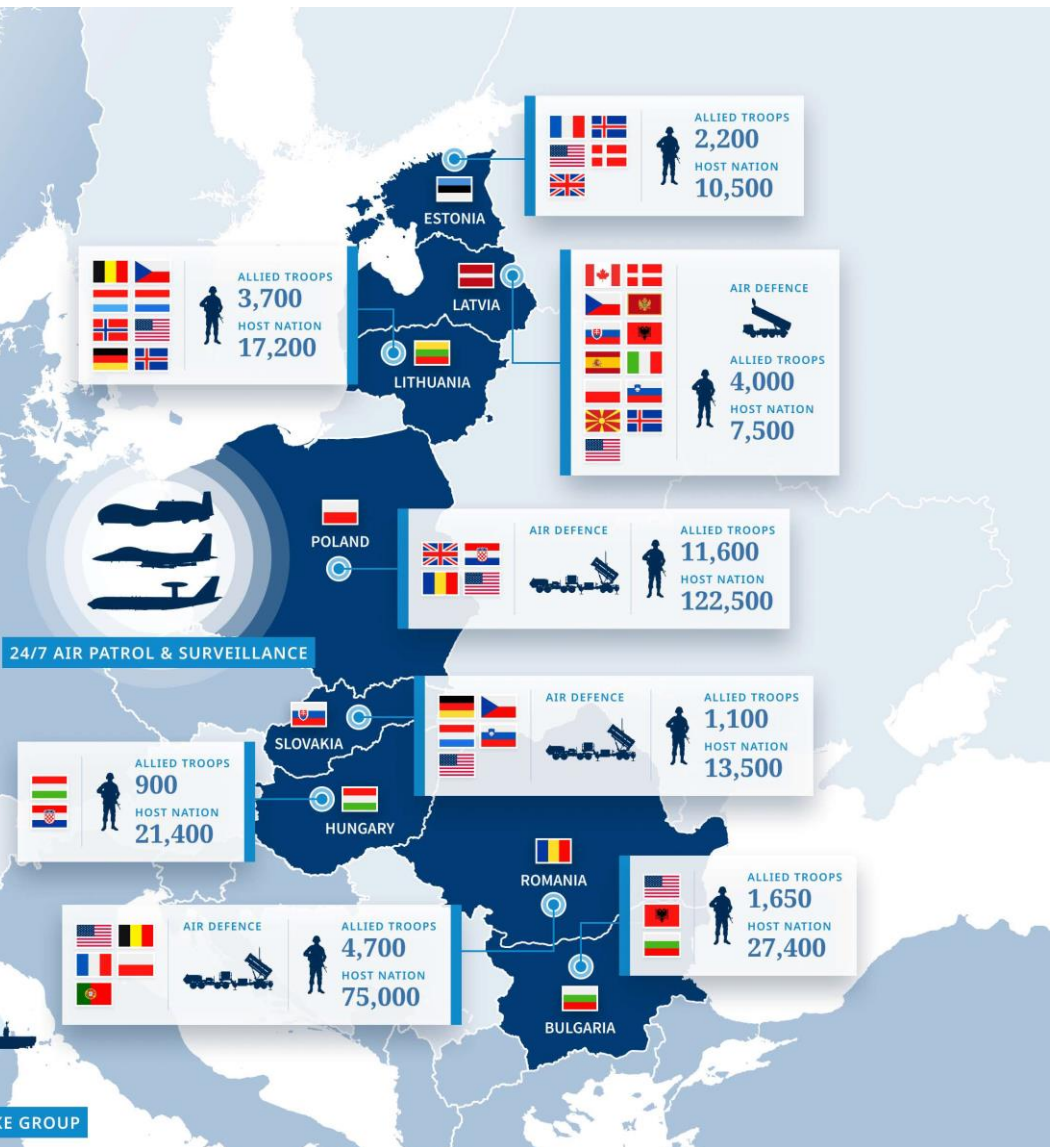 ALLIED TROOPS
2,200
HOST NATION
10,500
ESTONIA
ALLIED TROOPS
3,700
HOST NATION
17,200
LATVIA
AIR DEFENCE
ALLIED TROOPS
4,000
HOST NATION
7,500
LITHUANIA
POLAND
AIR DEFENCE
ALLIED TROOPS
11,600
HOST NATION
122,500
24/7 AIR PATROL & SURVEILLANCE
SLOVAKIA
AIR DEFENCE
ALLIED TROOPS
1,100
HOST NATION
13,500
ALLIED TROOPS
900
HOST NATION
21,400
HUNGARY
ROMANIA
ALLIED TROOPS
1,650
HOST NATION
27,400
AIR DEFENCE
ALLIED TROOPS
4,700
HOST NATION
75,000
BULGARIA
KE GROUP